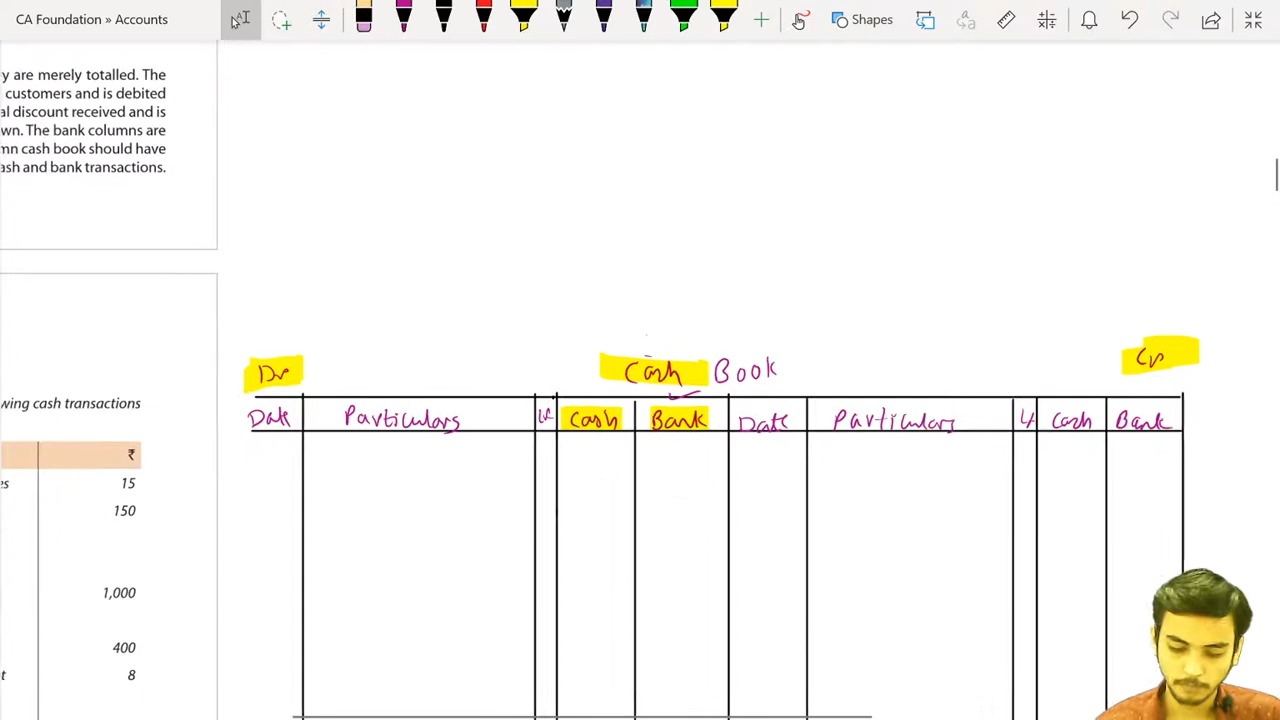 CA Foundation » Accounts
Shapes
y are merely totalled. The
customers and is debited
al discount received and is
wn. The bank columns are
mn cash book should have
ash and bank transactions.
Dr Cash Book Cr
Date Particulars LF Cash Bank Date Particulars Cash Bank
wing cash transactions
₹
es 15
150
1,000
400
t 8